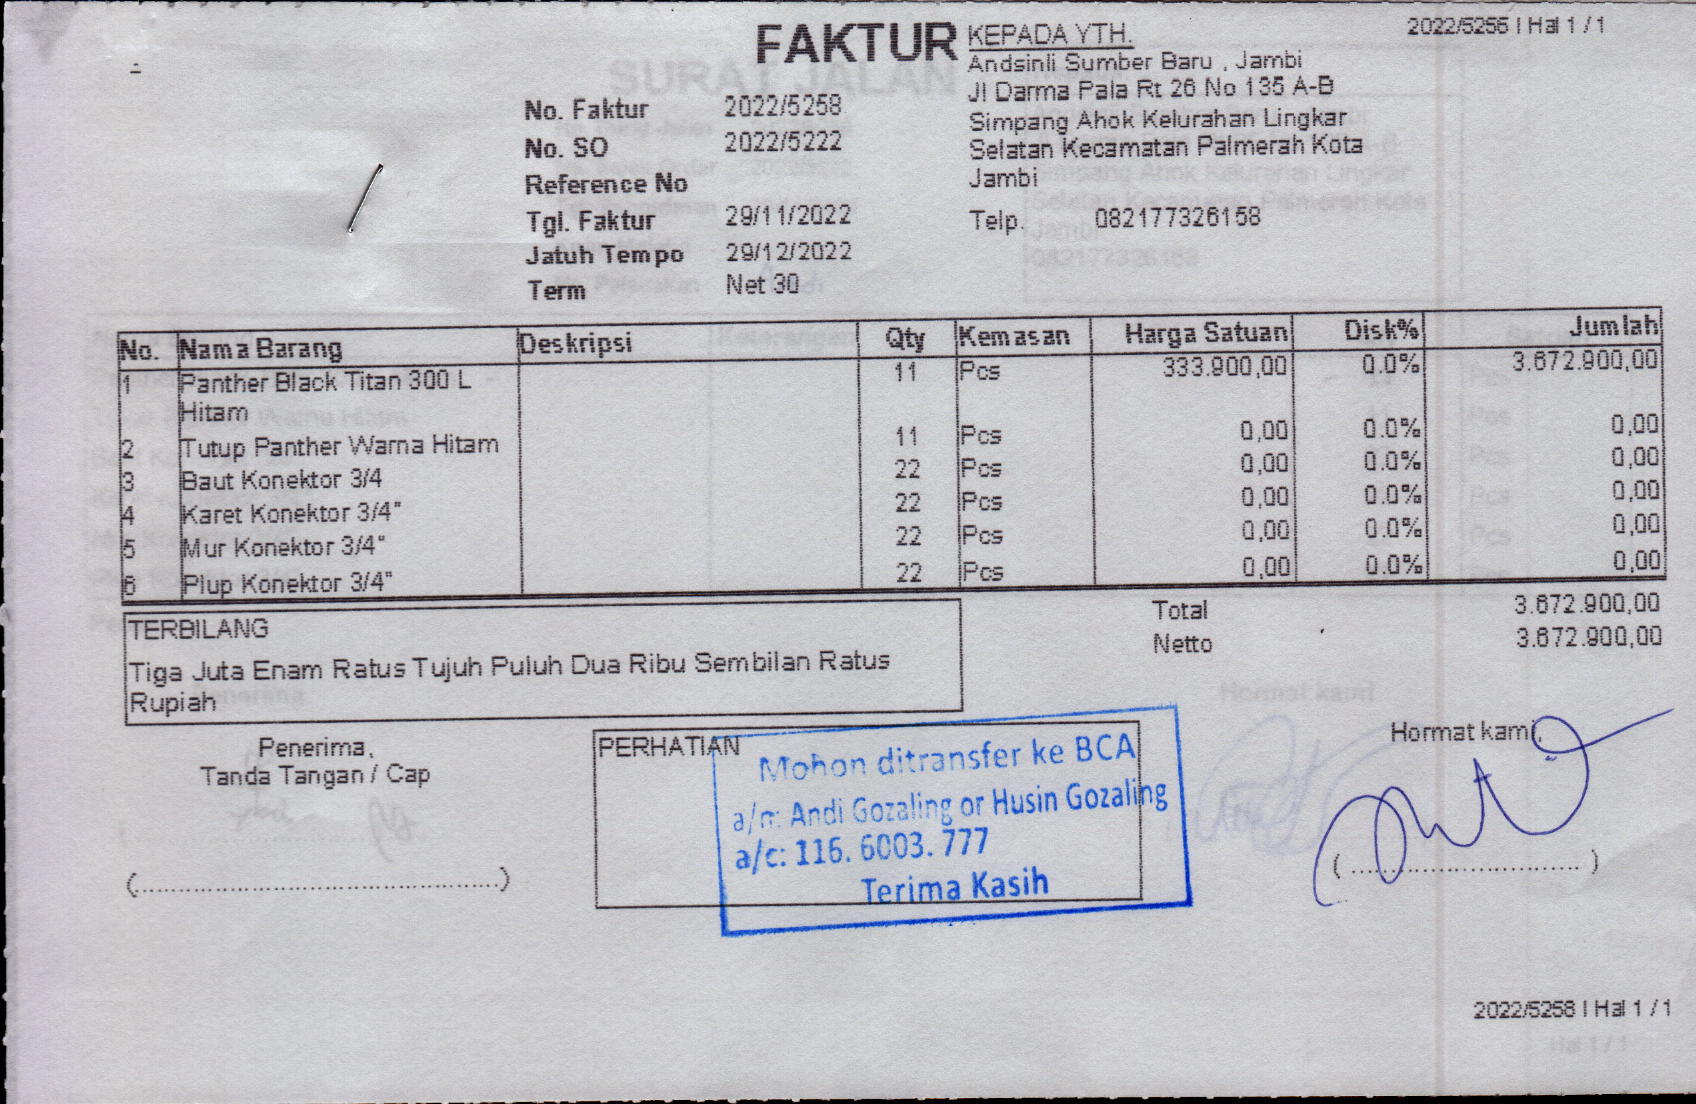 2022/5255 | Hal 1 / 1
FAKTUR
KEPADA YTH.
Andsinli Sumber Baru , Jambi
Jl Darma Pala Rt 26 No 135 A-B
Simpang Ahok Kelurahan Lingkar
Selatan Kecamatan Palmerah Kota
Jambi
Telp. 082177326158
No. Faktur 2022/5258
No. SO 2022/5222
Reference No
Tgl. Faktur 29/11/2022
Jatuh Tempo 29/12/2022
Term Net 30
SURAT JALAN
No. Nama Barang Deskripsi Qty Kemasan Harga Satuan Disk% Jumlah
1 Panther Black Titan 300 L 11 Pcs 333.900,00 0.0% 3.672.900,00
Hitam
2 Tutup Panther Warna Hitam 11 Pcs 0,00 0.0% 0,00
3 Baut Konektor 3/4 22 Pcs 0,00 0.0% 0,00
4 Karet Konektor 3/4" 22 Pcs 0,00 0.0% 0,00
5 Mur Konektor 3/4" 22 Pcs 0,00 0.0% 0,00
6 Plup Konektor 3/4" 22 Pcs 0,00 0.0% 0,00
Total 3.672.900,00
Netto 3.672.900,00
TERBILANG
Tiga Juta Enam Ratus Tujuh Puluh Dua Ribu Sembilan Ratus
Rupiah
Penerima,
Tanda Tangan / Cap
(................................................)
PERHATIAN
Mohon ditransfer ke BCA
a/n: Andi Gozaling or Husin Gozaling
a/c: 116. 6003. 777
Terima Kasih
Hormat kami,
(................................)
2022/5258 | Hal 1 / 1
Hal 1 / 1